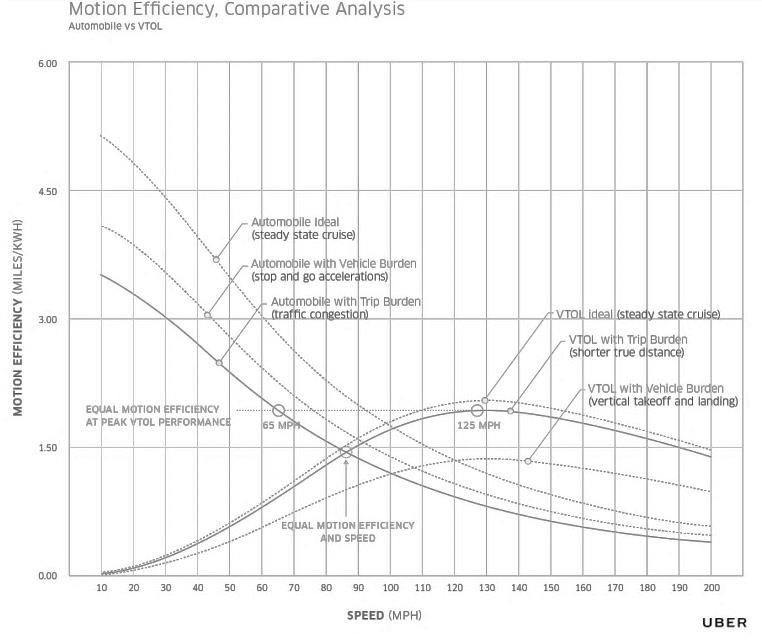 Motion Efficiency, Comparative Analysis
Automobile vs VTOL
6.00
4.50
3.00
1.50
0.00
MOTION EFFICIENCY (MILES/KWH)
Automobile Ideal
(steady state cruise)
Automobile with Vehicle Burden
(stop and go accelerations)
Automobile with Trip Burden
(traffic congestion)
VTOL ideal (steady state cruise)
VTOL with Trip Burden
(shorter true distance)
VTOL with Vehicle Burden
(vertical takeoff and landing)
EQUAL MOTION EFFICIENCY
AT PEAK VTOL PERFORMANCE
65 MPH
125 MPH
EQUAL MOTION EFFICIENCY
AND SPEED
10 20 30 40 50 60 70 80 90 100 110 120 130 140 150 160 170 180 190 200
SPEED (MPH)
UBER